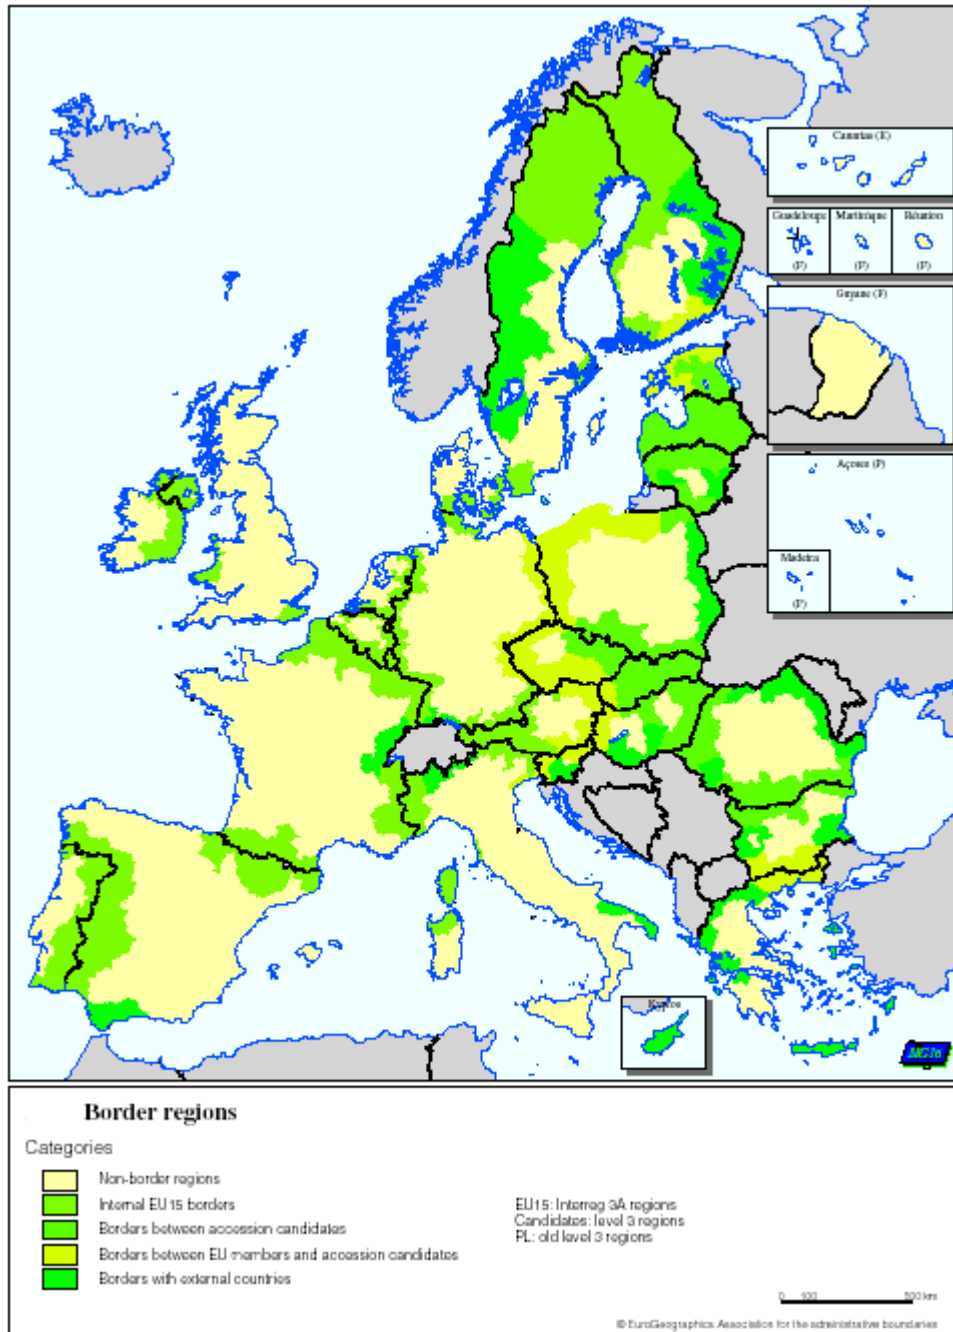 Canarias (E)
Guadeloupe
Martinique
Réunion
(F)
(F)
(F)
Guyane (F)
Açores (P)
Madeira
(P)
Kypros
Border regions
Categories
Non-border regions
Internal EU15 borders
Borders between accession candidates
Borders between EU members and accession candidates
Borders with external countries
EU15: Interreg 3A regions
Candidates: level 3 regions
PL: old level 3 regions
0 100 500 km
© EuroGeographics Association for the administrative boundaries